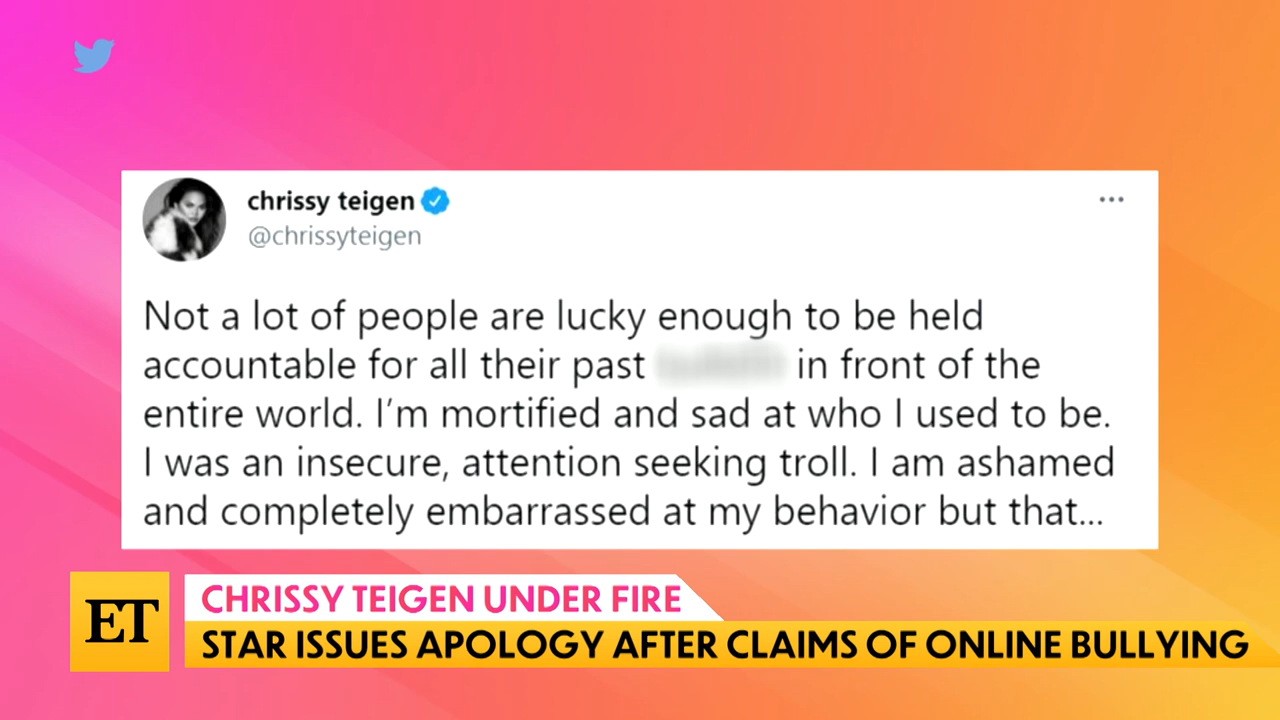 chrissy teigen
@chrissyteigen
Not a lot of people are lucky enough to be held
accountable for all their past in front of the
entire world. I'm mortified and sad at who I used to be.
I was an insecure, attention seeking troll. I am ashamed
and completely embarrassed at my behavior but that...
ET
CHRISSY TEIGEN UNDER FIRE
STAR ISSUES APOLOGY AFTER CLAIMS OF ONLINE BULLYING